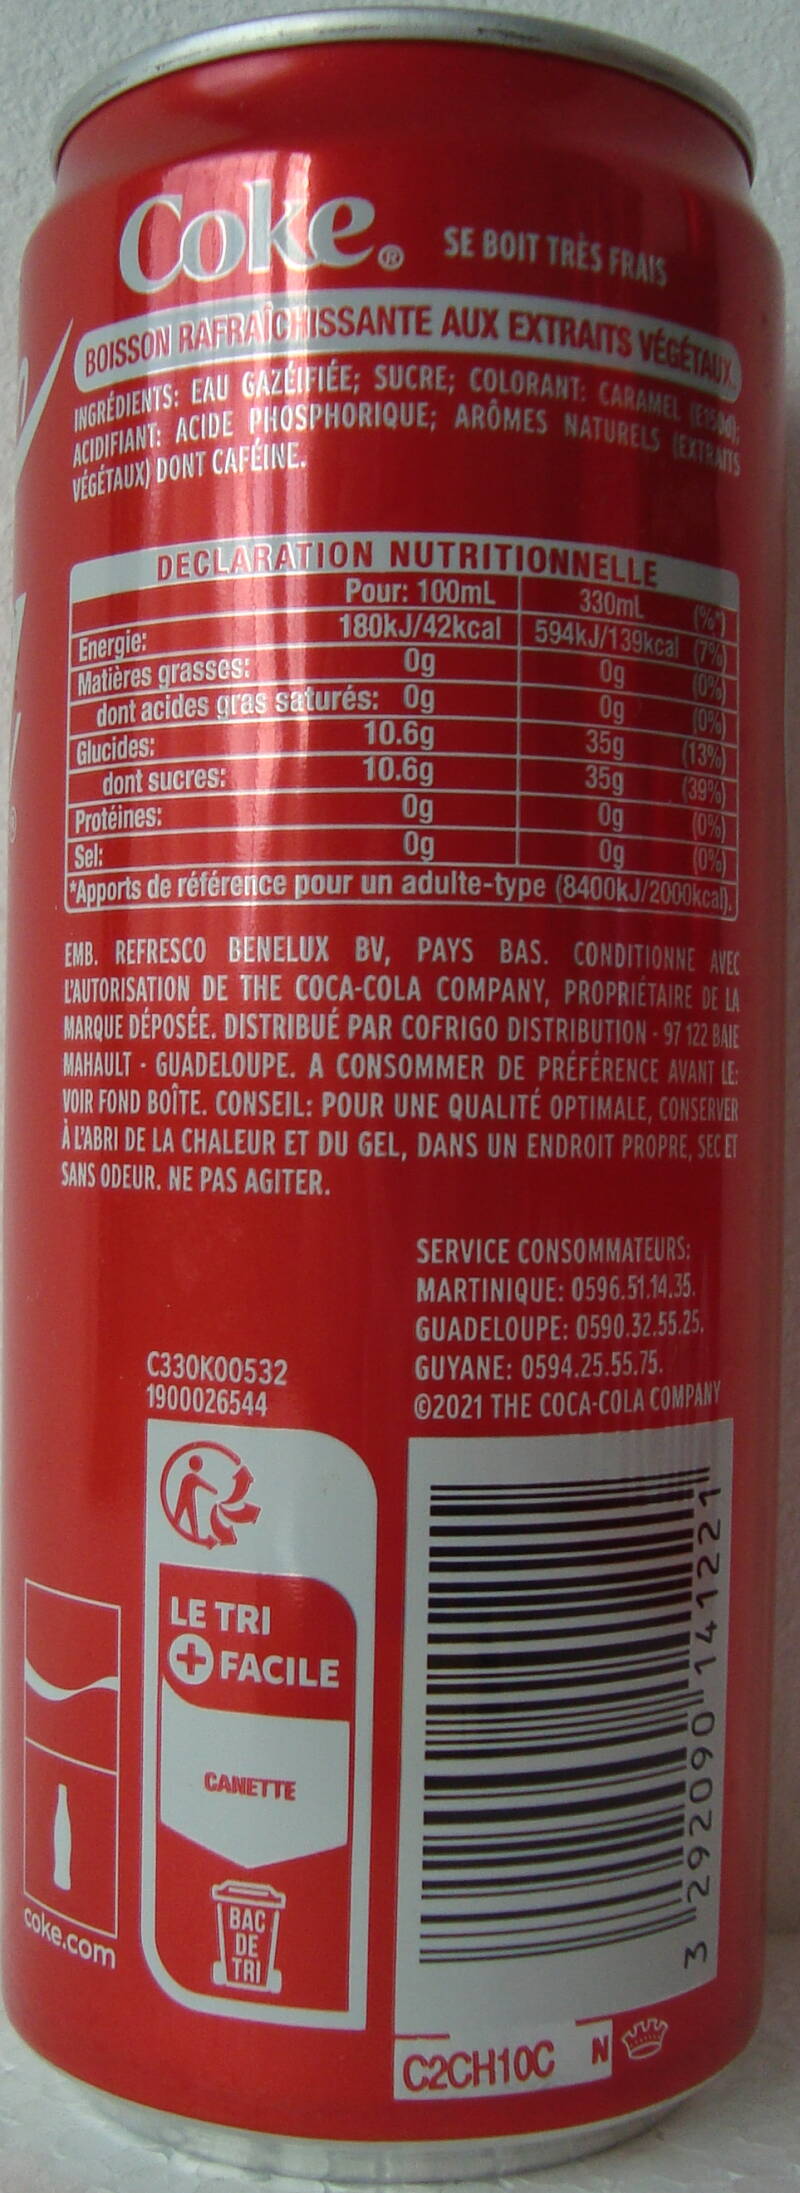 Coke® SE BOIT TRÈS FRAIS
BOISSON RAFRAÎCHISSANTE AUX EXTRAITS VÉGÉTAUX.
INGRÉDIENTS: EAU GAZÉIFIÉE; SUCRE; COLORANT: CARAMEL (E150d);
ACIDIFIANT: ACIDE PHOSPHORIQUE; ARÔMES NATURELS (EXTRAITS
VÉGÉTAUX) DONT CAFÉINE.
DECLARATION NUTRITIONNELLE
Pour: 100mL 330mL (%*)
Energie: 180kJ/42kcal 594kJ/139kcal (7%)
Matières grasses: 0g 0g (0%)
dont acides gras saturés: 0g 0g (0%)
Glucides: 10.6g 35g (13%)
dont sucres: 10.6g 35g (39%)
Protéines: 0g 0g (0%)
Sel: 0g 0g (0%)
*Apports de référence pour un adulte-type (8400kJ/2000kcal).
EMB. REFRESCO BENELUX BV, PAYS BAS. CONDITIONNE AVEC
L'AUTORISATION DE THE COCA-COLA COMPANY, PROPRIÉTAIRE DE LA
MARQUE DÉPOSÉE. DISTRIBUÉ PAR COFRIGO DISTRIBUTION - 97 122 BAIE
MAHAULT - GUADELOUPE. A CONSOMMER DE PRÉFÉRENCE AVANT LE:
VOIR FOND BOÎTE. CONSEIL: POUR UNE QUALITÉ OPTIMALE, CONSERVER
À L'ABRI DE LA CHALEUR ET DU GEL, DANS UN ENDROIT PROPRE, SEC ET
SANS ODEUR. NE PAS AGITER.
SERVICE CONSOMMATEURS:
MARTINIQUE: 0596.51.14.35.
GUADELOUPE: 0590.32.55.25.
GUYANE: 0594.25.55.75.
©2021 THE COCA-COLA COMPANY
C330K00532
1900026544
LE TRI
+ FACILE
CANETTE
BAC
DE
TRI
coke.com
3 292090 141221
C2CH10C N